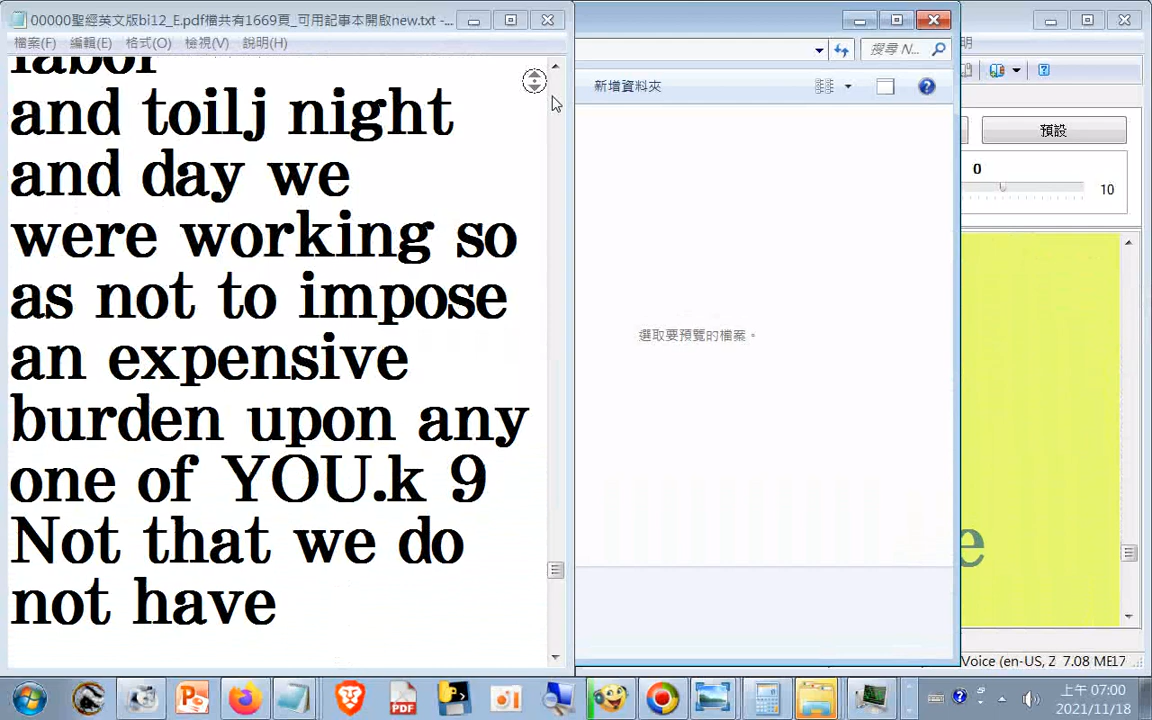 00000聖經英文版bi12_E.pdf檔共有1669頁_可用記事本開啟new.txt -...
檔案(F) 編輯(E) 格式(O) 檢視(V) 說明(H)
labor
and toilj night
and day we
were working so
as not to impose
an expensive
burden upon any
one of YOU.k 9
Not that we do
not have
搜尋 N...
新增資料夾
選取要預覽的檔案。
明
預設
0
10
e
Voice (en-US, Z 7.08 ME17
PDF
上午 07:00
2021/11/18